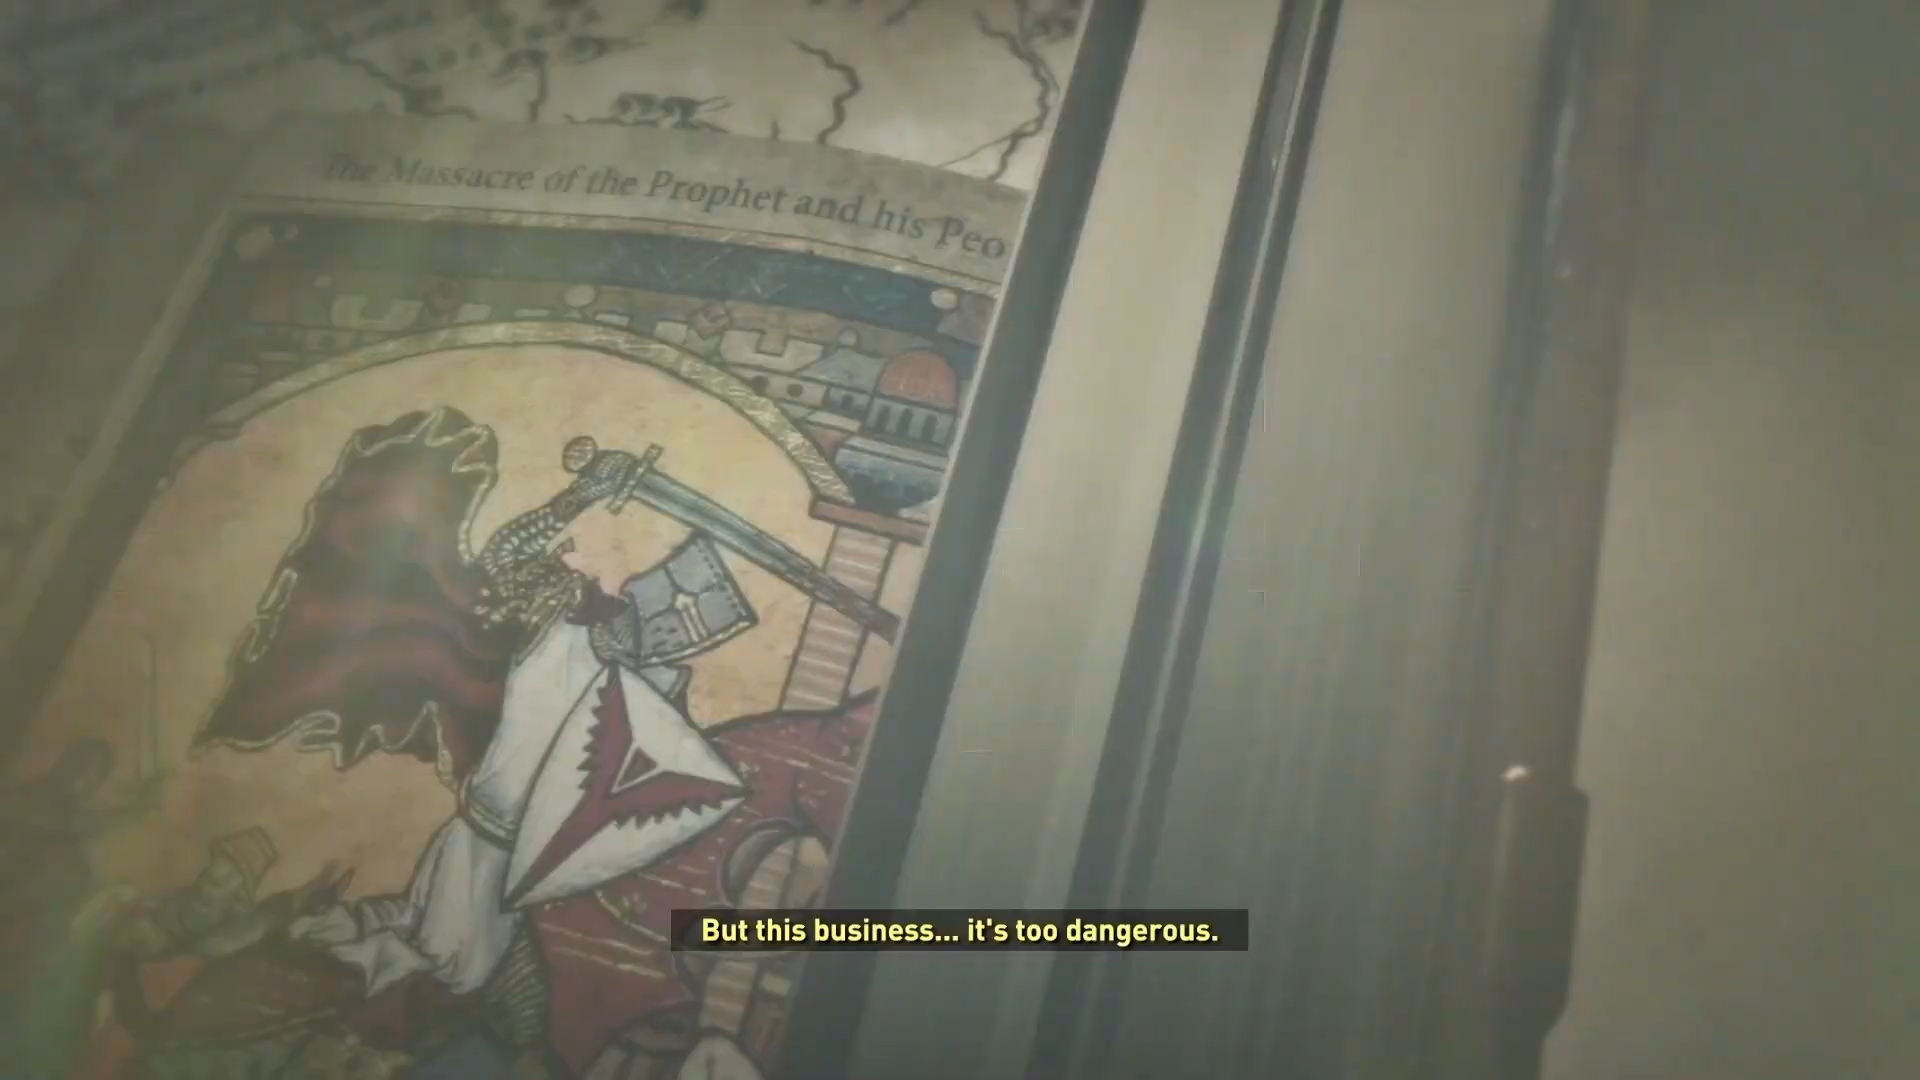 The Massacre of the Prophet and his Peo
But this business... it's too dangerous.